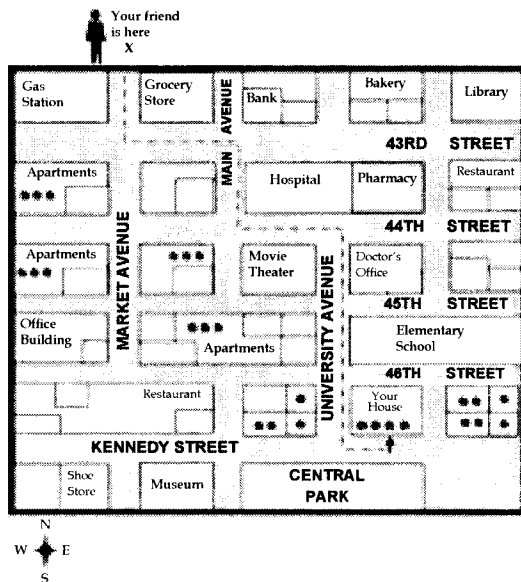 Your friend
is here
X
Gas
Station
Grocery
Store
MAIN AVENUE
Bank
Bakery
Library
43RD STREET
Apartments
Hospital
Pharmacy
Restaurant
44TH STREET
Apartments
MARKET AVENUE
Movie
Theater
UNIVERSITY AVENUE
Doctor's
Office
45TH STREET
Office
Building
Apartments
Elementary
School
46TH STREET
Restaurant
Your
House
KENNEDY STREET
Shoe
Store
Museum
CENTRAL
PARK
N
W E
S